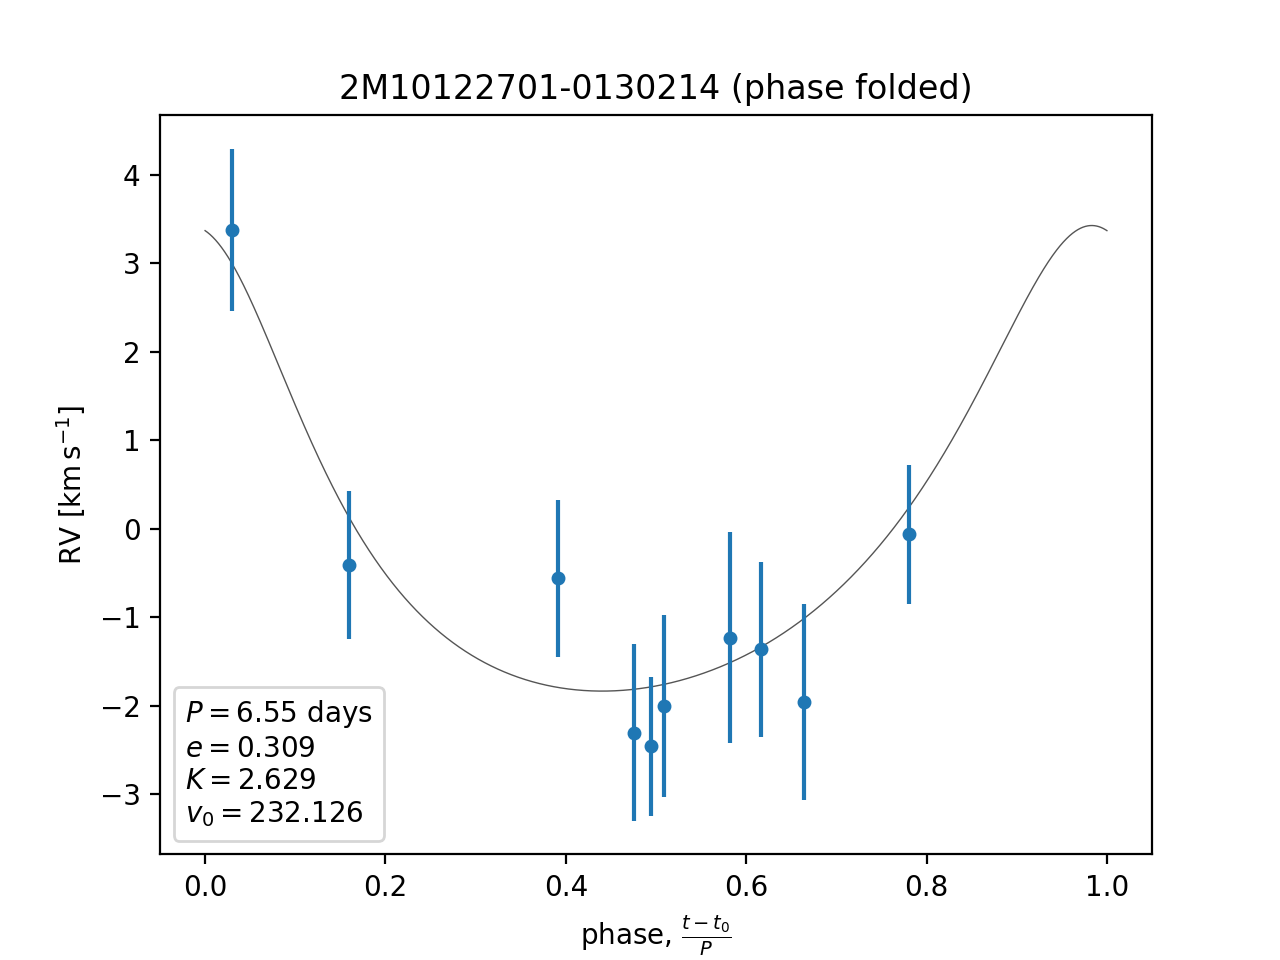 2M10122701-0130214 (phase folded)
RV [km s⁻¹]
4
3
2
1
0
−1
−2
−3
P = 6.55 days
e = 0.309
K = 2.629
v₀ = 232.126
0.0 0.2 0.4 0.6 0.8 1.0
phase, (t − t₀)/P